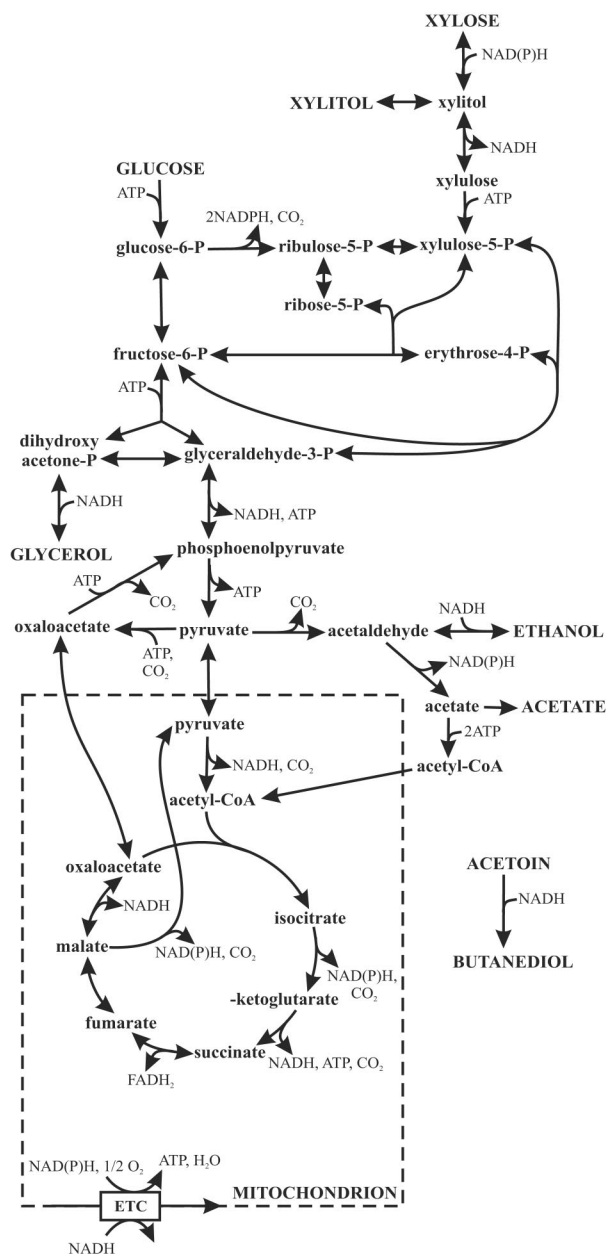 XYLOSE
NAD(P)H
XYLITOL
xylitol
NADH
xylulose
ATP
GLUCOSE
ATP
2NADPH, CO₂
glucose-6-P
ribulose-5-P
xylulose-5-P
ribose-5-P
fructose-6-P
erythrose-4-P
ATP
dihydroxy
acetone-P
glyceraldehyde-3-P
NADH
NADH, ATP
GLYCEROL
phosphoenolpyruvate
ATP
CO₂
ATP
oxaloacetate
pyruvate
CO₂
acetaldehyde
NADH
ETHANOL
ATP,
CO₂
NAD(P)H
acetate
ACETATE
2ATP
acetyl-CoA
pyruvate
NADH, CO₂
acetyl-CoA
oxaloacetate
NADH
malate
NAD(P)H, CO₂
isocitrate
NAD(P)H,
CO₂
-ketoglutarate
fumarate
succinate
NADH, ATP, CO₂
FADH₂
ACETOIN
NADH
BUTANEDIOL
NAD(P)H, 1/2 O₂
ATP, H₂O
MITOCHONDRION
ETC
NADH